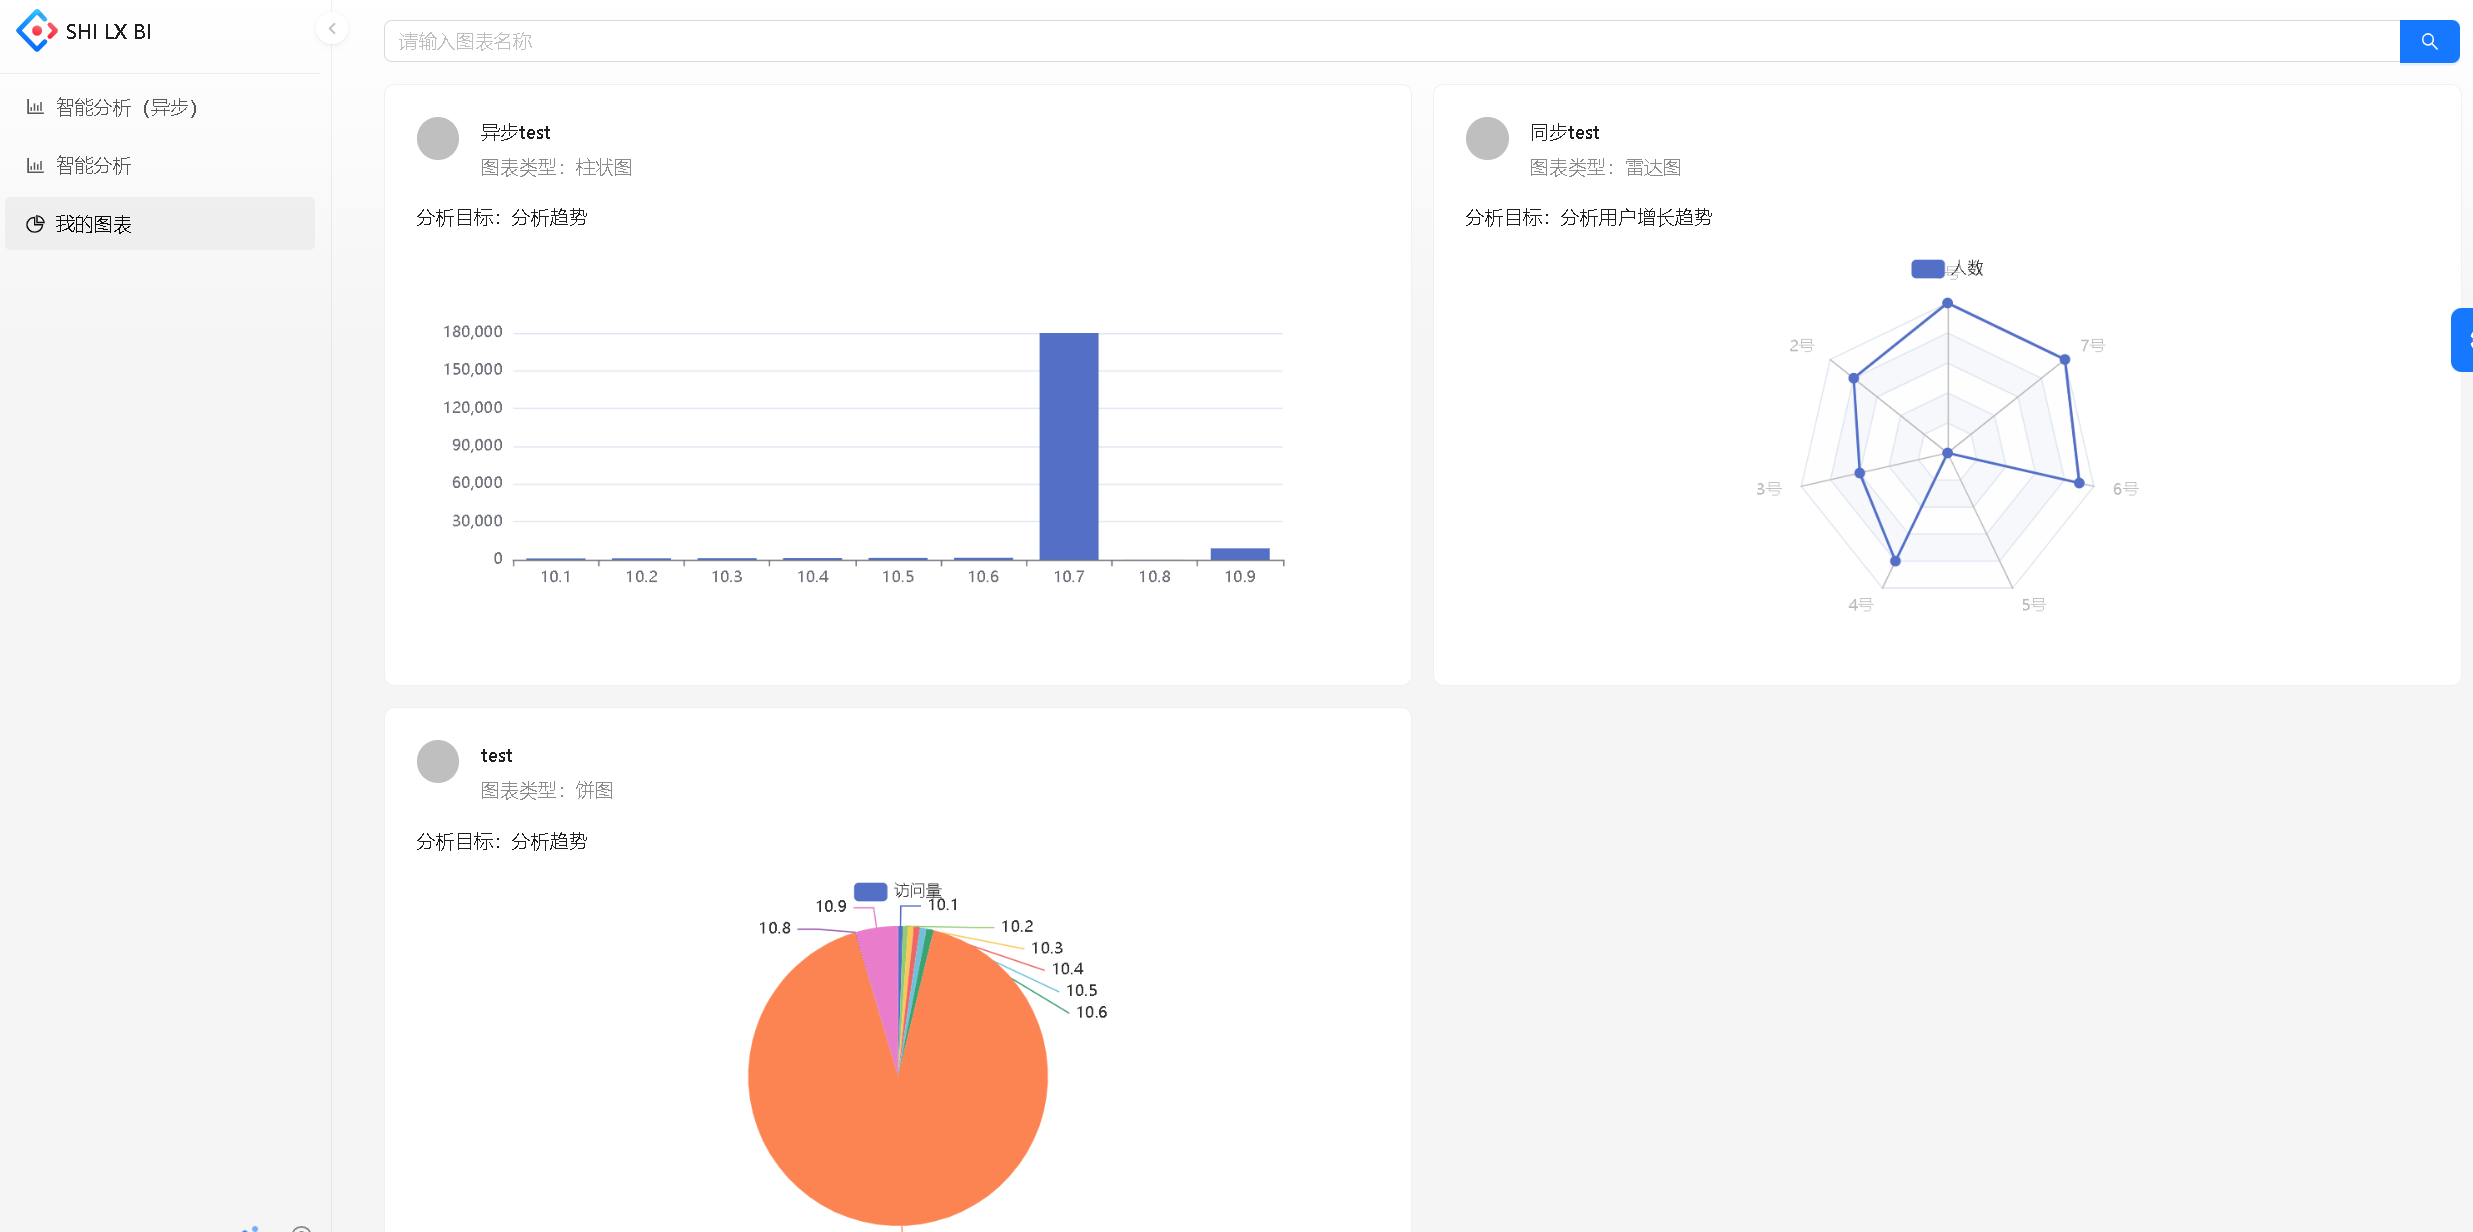 SHI LX BI
智能分析（异步)
智能分析
我的图表
请输入图表名称
异步test
图表类型：柱状图
分析目标：分析趋势
180,000
150,000
120,000
90,000
60,000
30,000
0
10.1 10.2 10.3 10.4 10.5 10.6 10.7 10.8 10.9
同步test
图表类型：雷达图
分析目标：分析用户增长趋势
人数
2号
7号
3号
6号
4号
5号
test
图表类型：饼图
分析目标：分析趋势
访问量
10.9
10.1
10.8
10.2
10.3
10.4
10.5
10.6